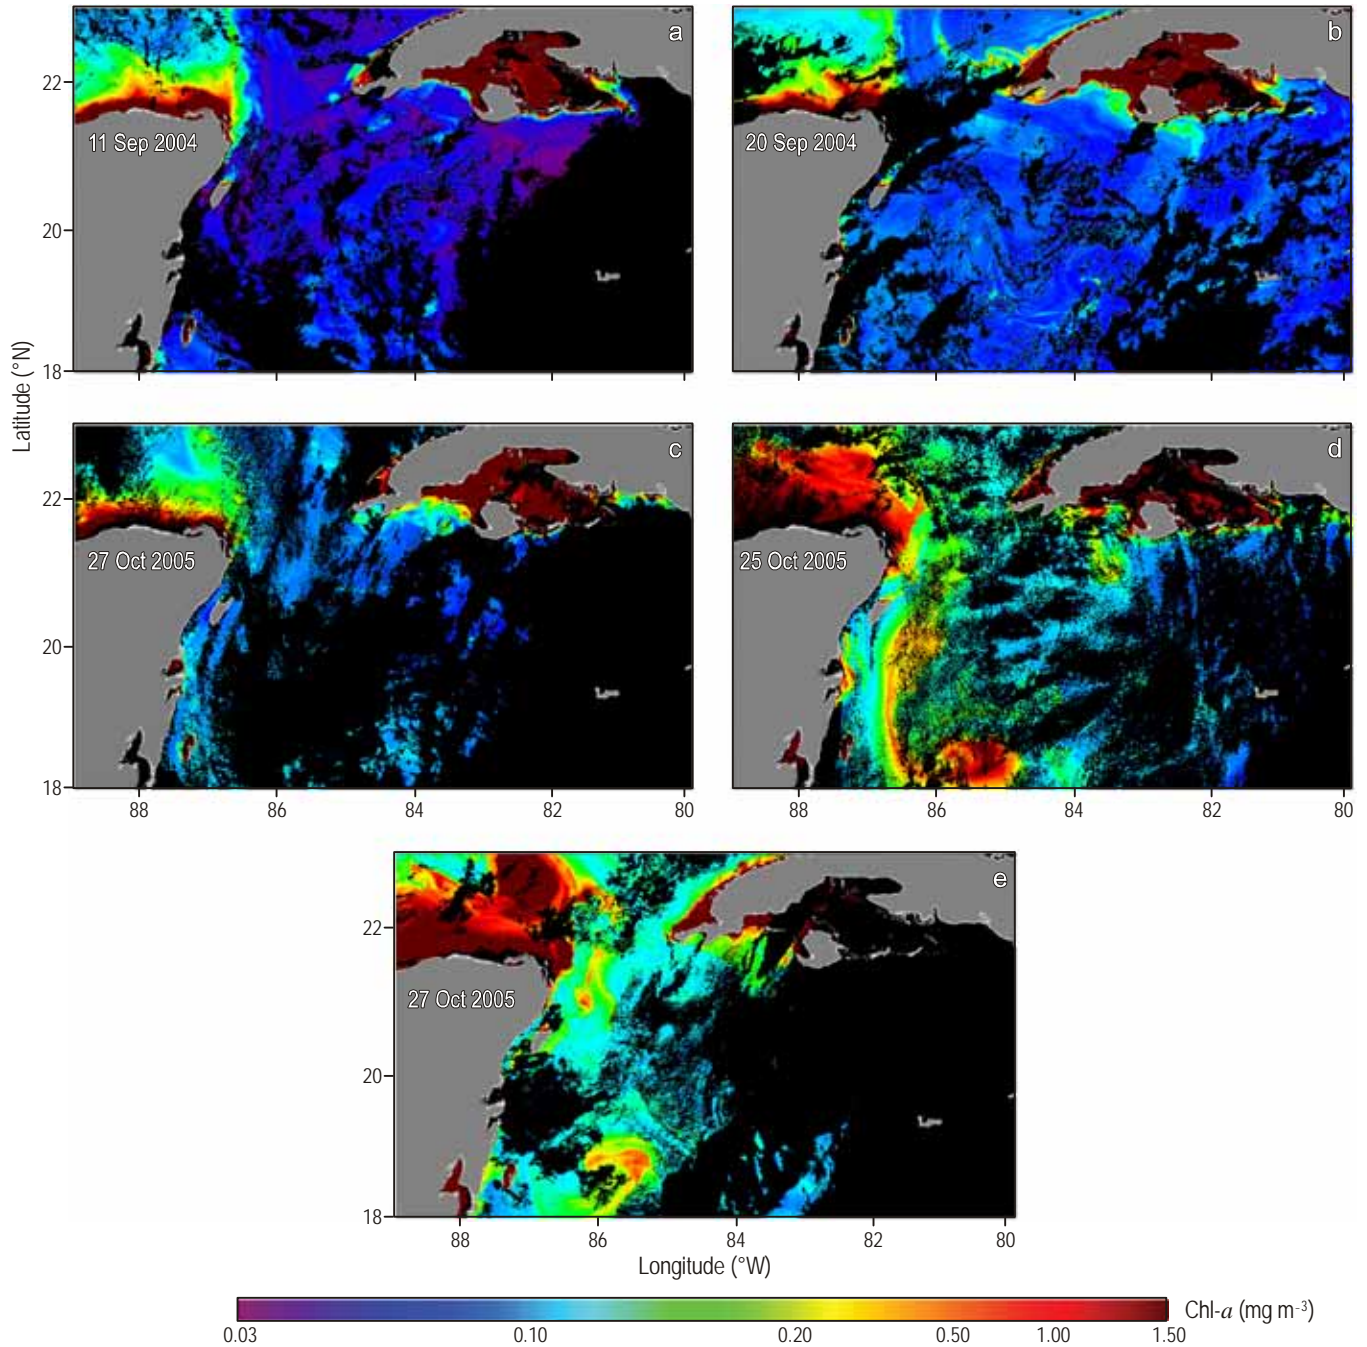 a
b
22
11 Sep 2004
20 Sep 2004
20
18
Latitude (°N)
c
d
22
27 Oct 2005
25 Oct 2005
20
18
88 86 84 82 80
88 86 84 82 80
e
22
27 Oct 2005
20
18
88 86 84 82 80
Longitude (°W)
Chl-a (mg m-3)
0.03 0.10 0.20 0.50 1.00 1.50